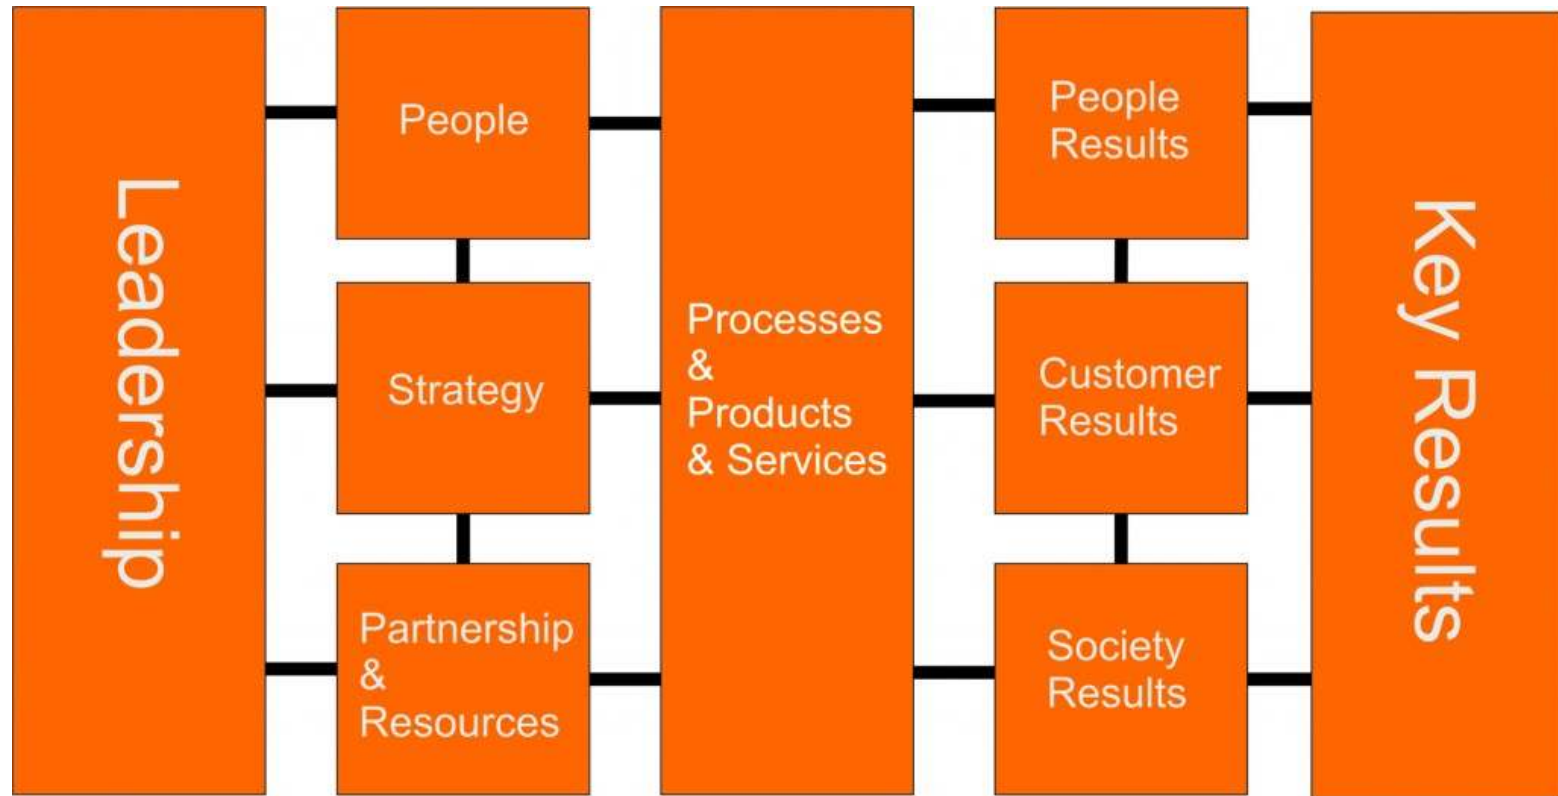 Leadership
People
Strategy
Partnership
&
Resources
Processes
&
Products
& Services
People
Results
Customer
Results
Society
Results
Key Results